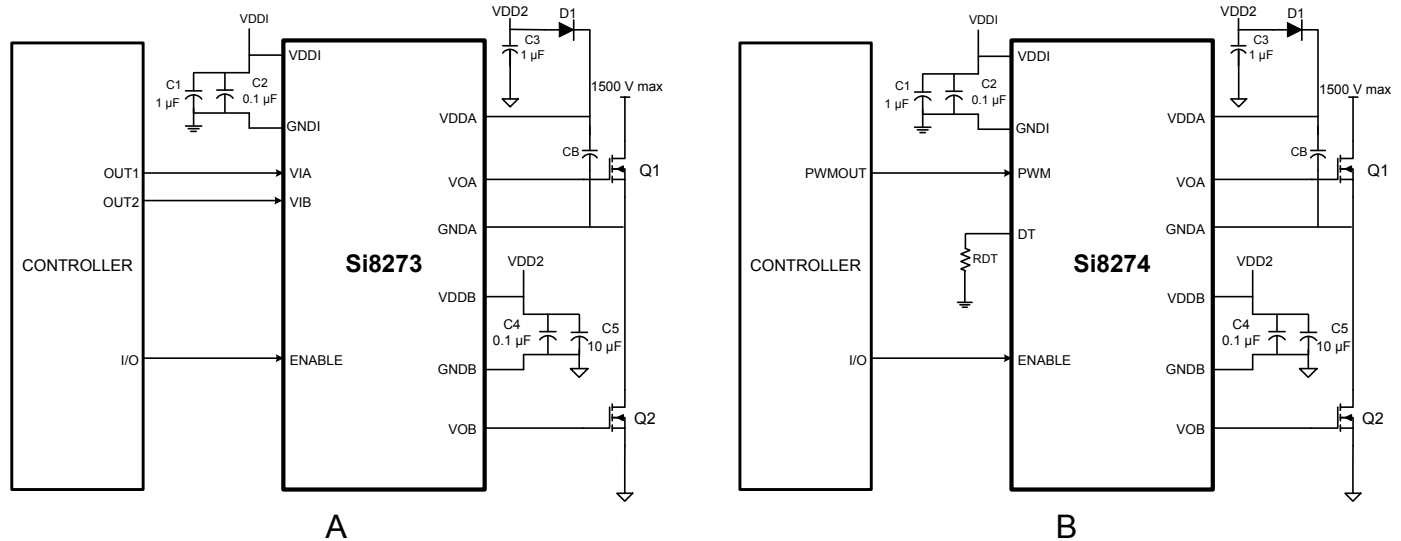 VDDI
VDD2
D1
C3
1 µF
VDDI
C1
1 µF
C2
0.1 µF
GNDI
1500 V max
VDDA
CB
Q1
OUT1
VIA
VOA
OUT2
VIB
GNDA
CONTROLLER
Si8273
VDD2
VDDB
C4
0.1 µF
C5
10 µF
I/O
ENABLE
GNDB
Q2
VOB
A
VDDI
VDD2
D1
C3
1 µF
VDDI
C1
1 µF
C2
0.1 µF
GNDI
1500 V max
VDDA
CB
Q1
PWMOUT
PWM
VOA
GNDA
DT
RDT
CONTROLLER
Si8274
VDD2
VDDB
C4
0.1 µF
C5
10 µF
I/O
ENABLE
GNDB
Q2
VOB
B